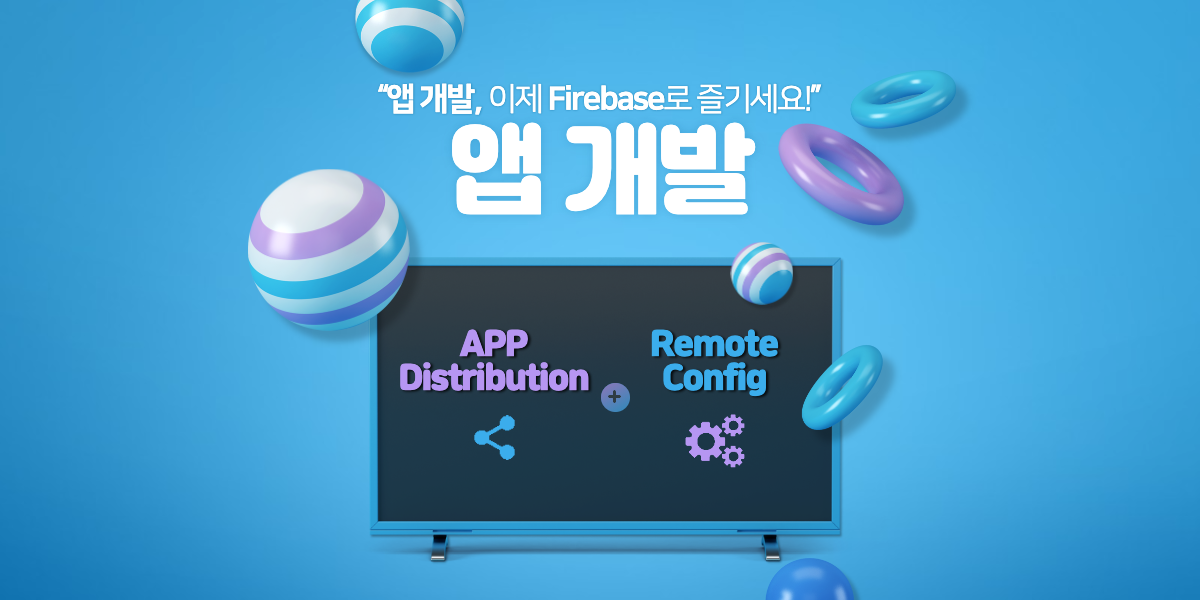 “앱 개발, 이제 Firebase로 즐기세요!”
앱 개발
APP
Distribution
+
Remote
Config